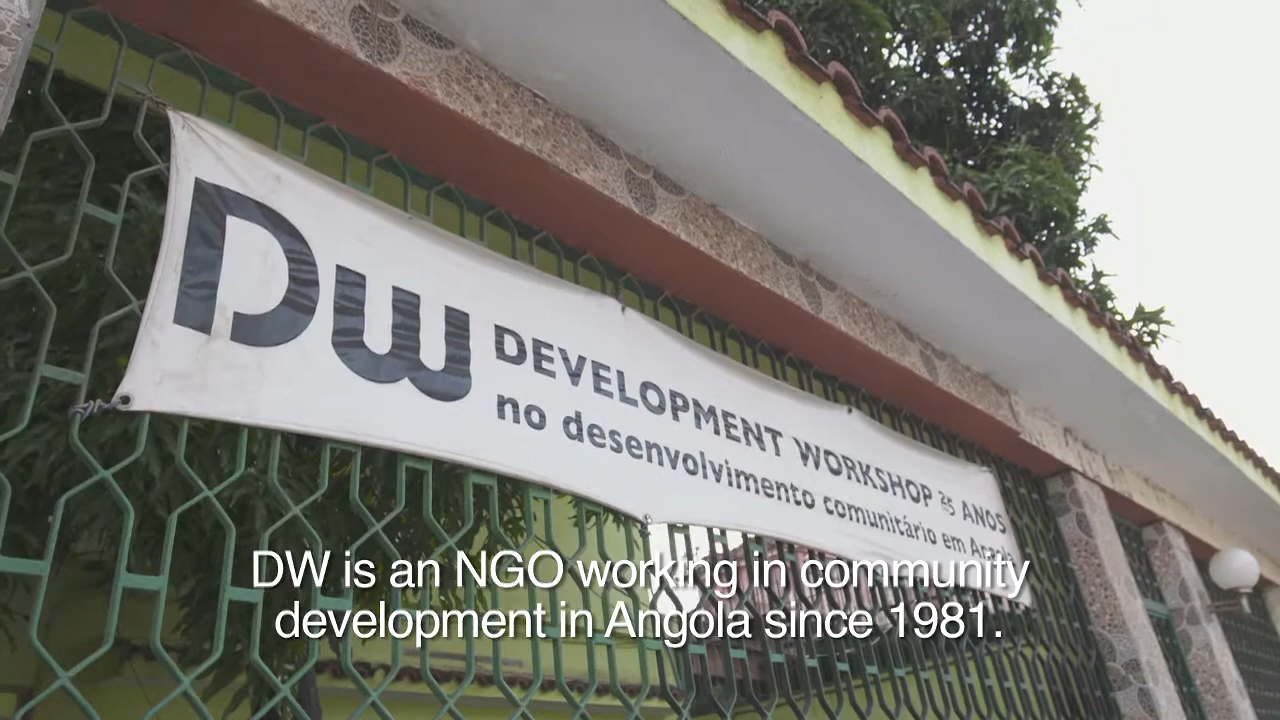 DW
DEVELOPMENT WORKSHOP ANOS
no desenvolvimento comunitário em Angola
DW is an NGO working in community
development in Angola since 1981.